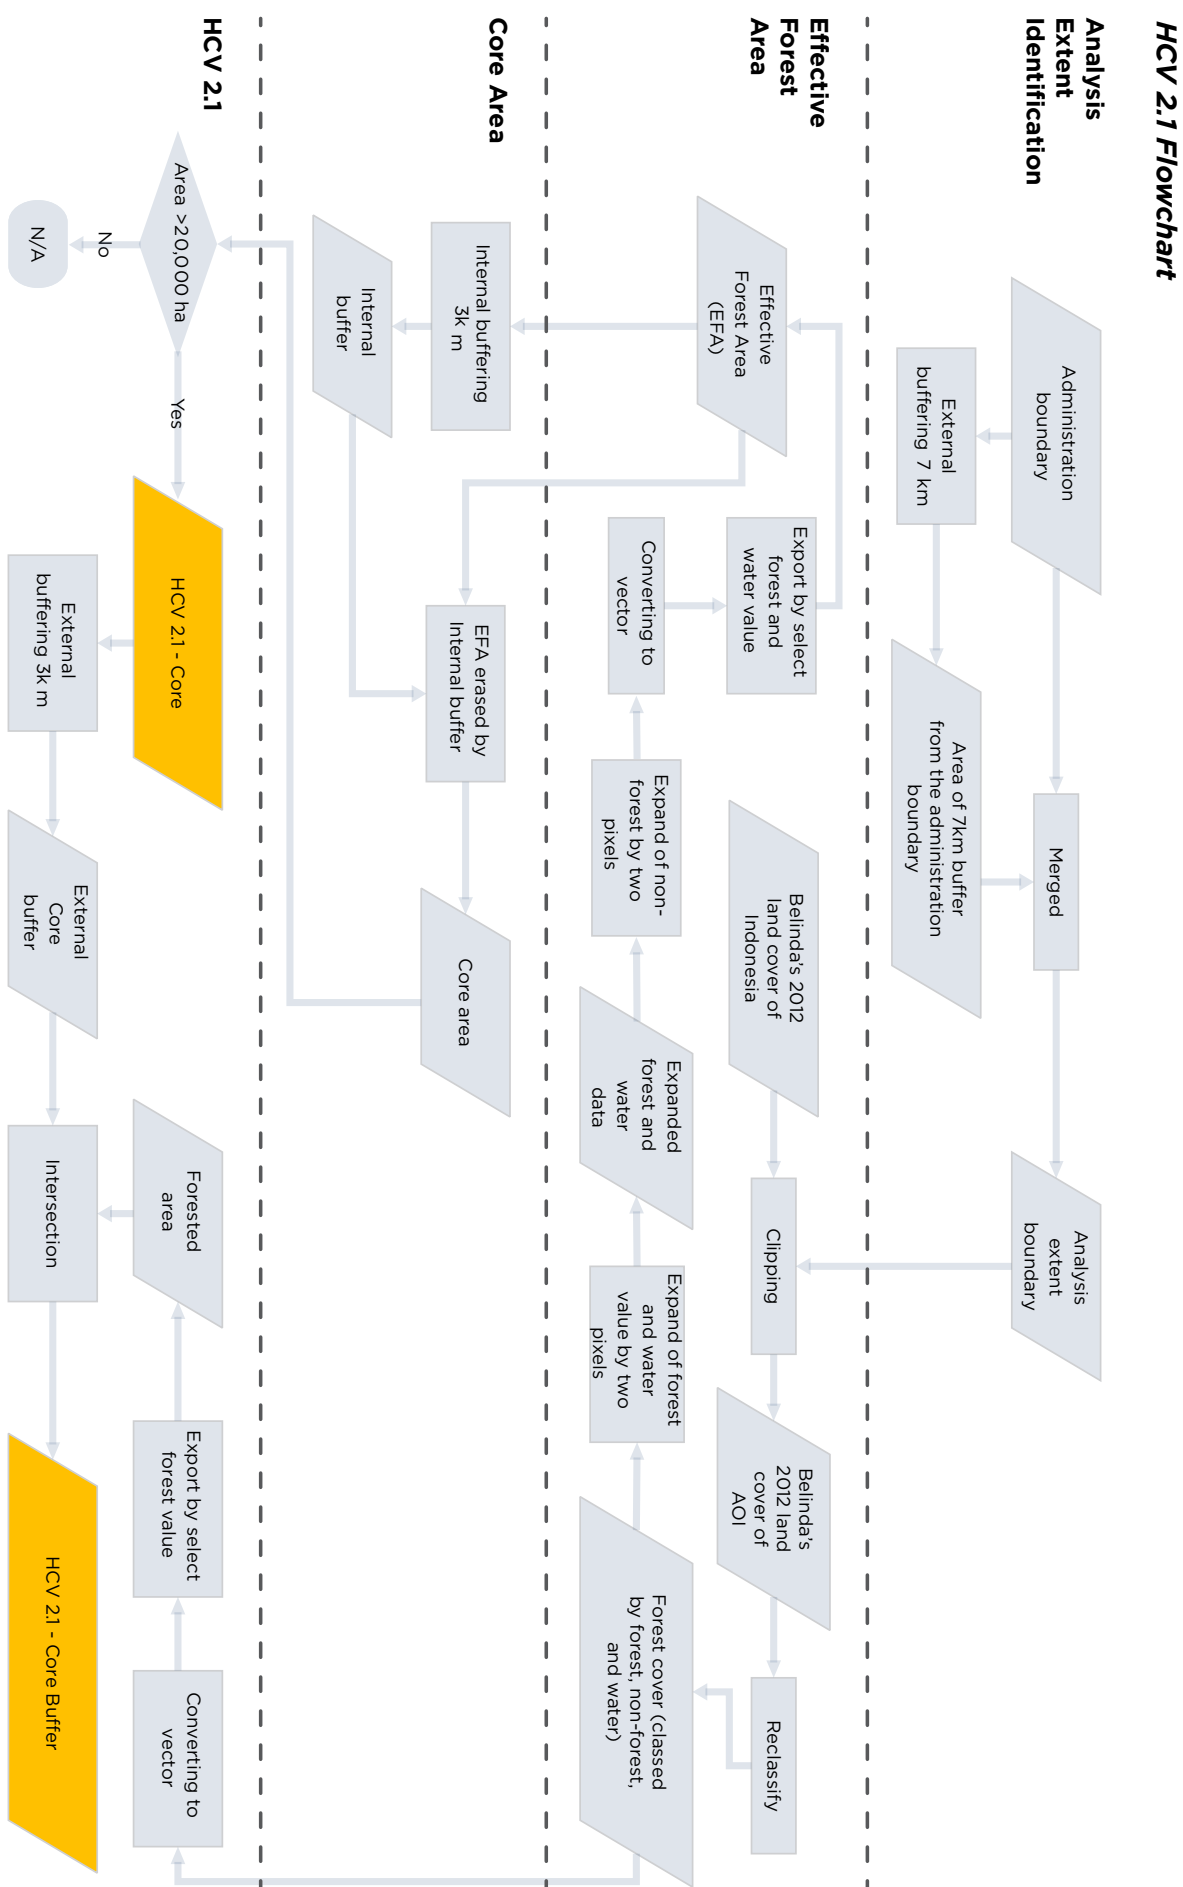 HCV 2.1 Flowchart
Analysis
Extent
Identification
Administration
boundary
External
buffering 7 km
Area of 7km buffer
from the administration
boundary
Merged
Analysis
extent
boundary
Effective
Forest
Area
Effective
Forest Area
(EFA)
Export by select
forest and
water value
Converting to
vector
Expand of non-
forest by two
pixels
Belinda's 2012
land cover of
Indonesia
Expanded
forest and
water
data
Clipping
Expand of forest
and water
value by two
pixels
Belinda's
2012 land
cover of
AOI
Forest cover (classed
by forest, non-forest,
and water)
Reclassify
Core Area
Internal buffering
3k m
Internal
buffer
EFA erased by
Internal buffer
Core area
HCV 2.1
Area >20,000 ha
No
N/A
Yes
HCV 2.1 - Core
External
buffering 3k m
External
Core
buffer
Forested
area
Intersection
Export by select
forest value
Converting to
vector
HCV 2.1 - Core Buffer